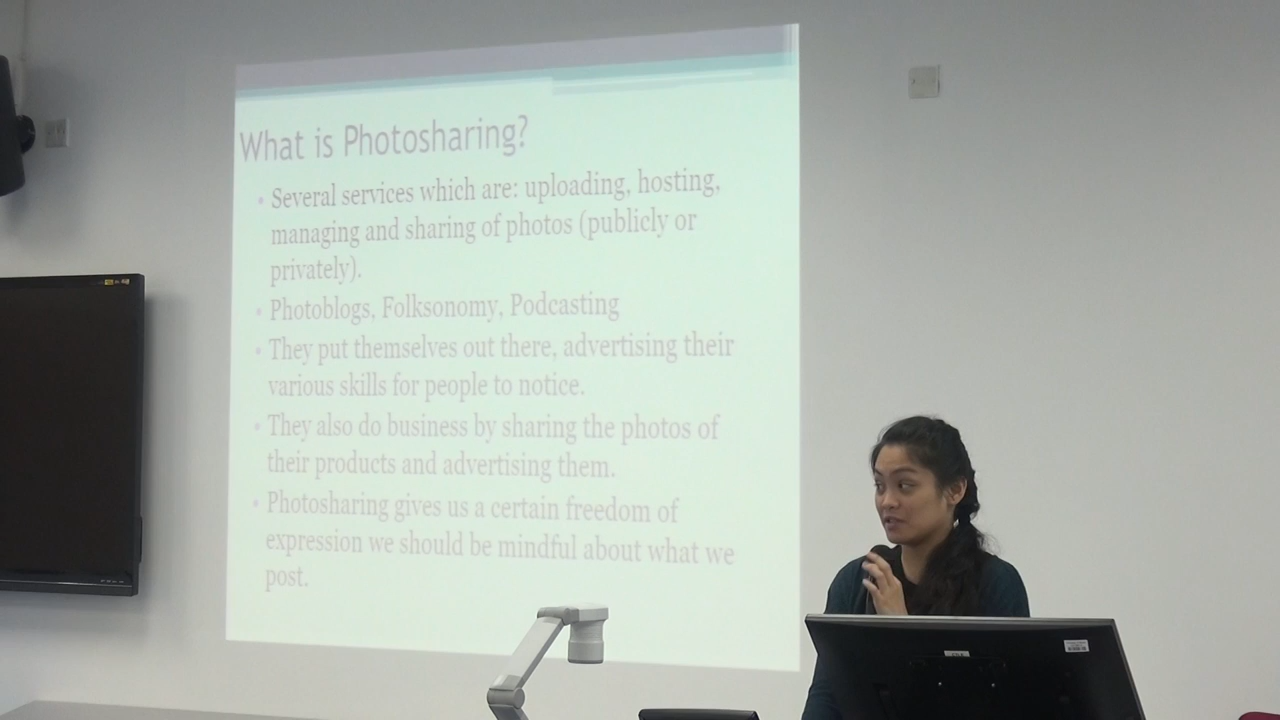 What is Photosharing?
• Several services which are: uploading, hosting,
managing and sharing of photos (publicly or
privately).
• Photoblogs, Folksonomy, Podcasting
• They put themselves out there, advertising their
various skills for people to notice.
• They also do business by sharing the photos of
their products and advertising them.
• Photosharing gives us a certain freedom of
expression we should be mindful about what we
post.